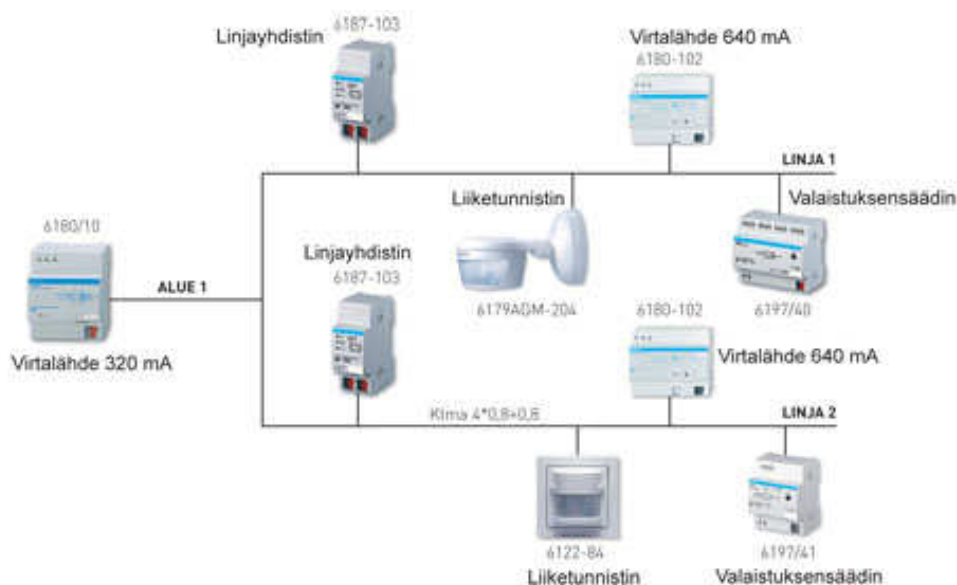 Linjayhdistin
6187-103
Virtalähde 640 mA
6180-102
LINJA 1
Liiketunnistin
Valaistuksensäädin
6180/10
Linjayhdistin
6187-103
ALUE 1
6179AGM-204
6197/40
6180-102
Virtalähde 320 mA
Virtalähde 640 mA
Klma 4*0,8+0,8
LINJA 2
6122-84
6197/41
Liiketunnistin
Valaistuksensäädin